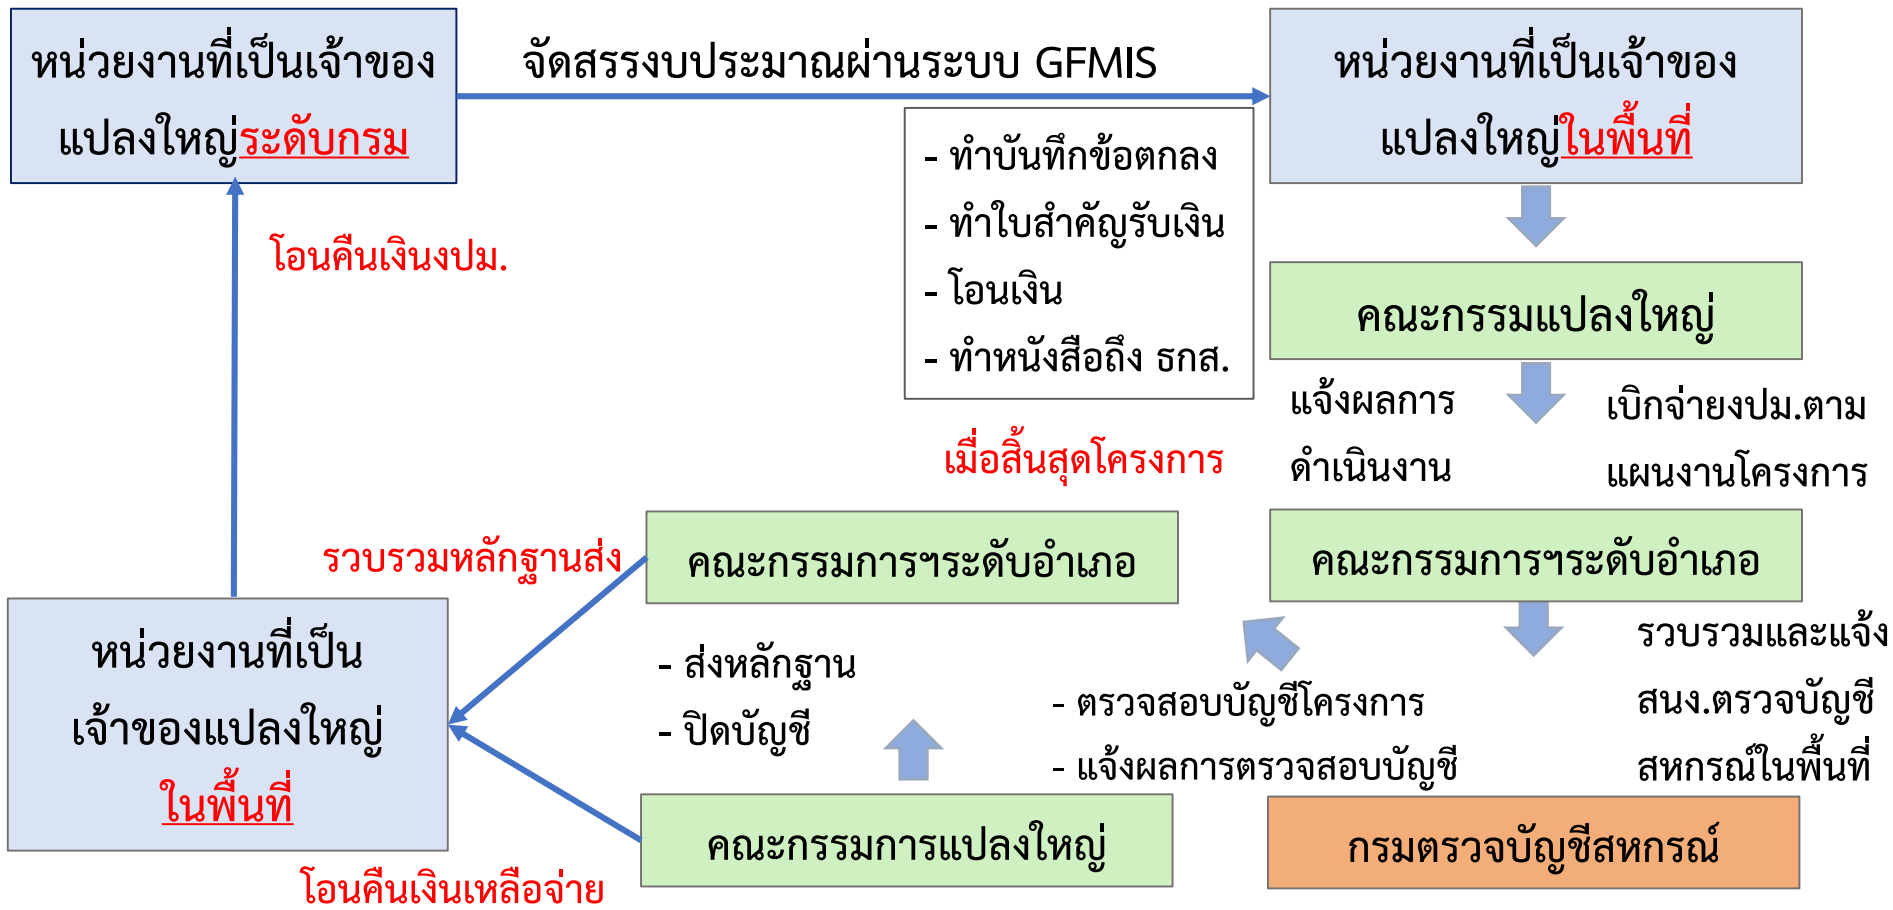 หน่วยงานที่เป็นเจ้าของ
แปลงใหญ่ระดับกรม
จัดสรรงบประมาณผ่านระบบ GFMIS
หน่วยงานที่เป็นเจ้าของ
แปลงใหญ่ในพื้นที่
- ทำบันทึกข้อตกลง
- ทำใบสำคัญรับเงิน
- โอนเงิน
- ทำหนังสือถึง ธกส.
โอนคืนเงินงปม.
คณะกรรมแปลงใหญ่
แจ้งผลการ
ดำเนินงาน
เบิกจ่ายงปม.ตาม
แผนงานโครงการ
เมื่อสิ้นสุดโครงการ
รวบรวมหลักฐานส่ง
คณะกรรมการฯระดับอำเภอ
คณะกรรมการฯระดับอำเภอ
หน่วยงานที่เป็น
เจ้าของแปลงใหญ่
ในพื้นที่
- ส่งหลักฐาน
- ปิดบัญชี
- ตรวจสอบบัญชีโครงการ
- แจ้งผลการตรวจสอบบัญชี
รวบรวมและแจ้ง
สนง.ตรวจบัญชี
สหกรณ์ในพื้นที่
คณะกรรมการแปลงใหญ่
กรมตรวจบัญชีสหกรณ์
โอนคืนเงินเหลือจ่าย